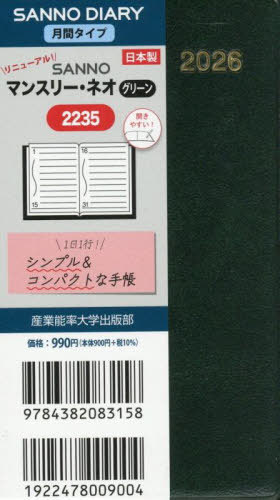 SANNO DIARY
月間タイプ
リニューアル!
日本製
SANNO
マンスリー・ネオ グリーン
2235
開き
やすい!
1
16
15
31
1日1行!
シンプル&
コンパクトな手帳
産業能率大学出版部
価格:990円(本体900円+税10%)
9784382083158
1922478009004
2026